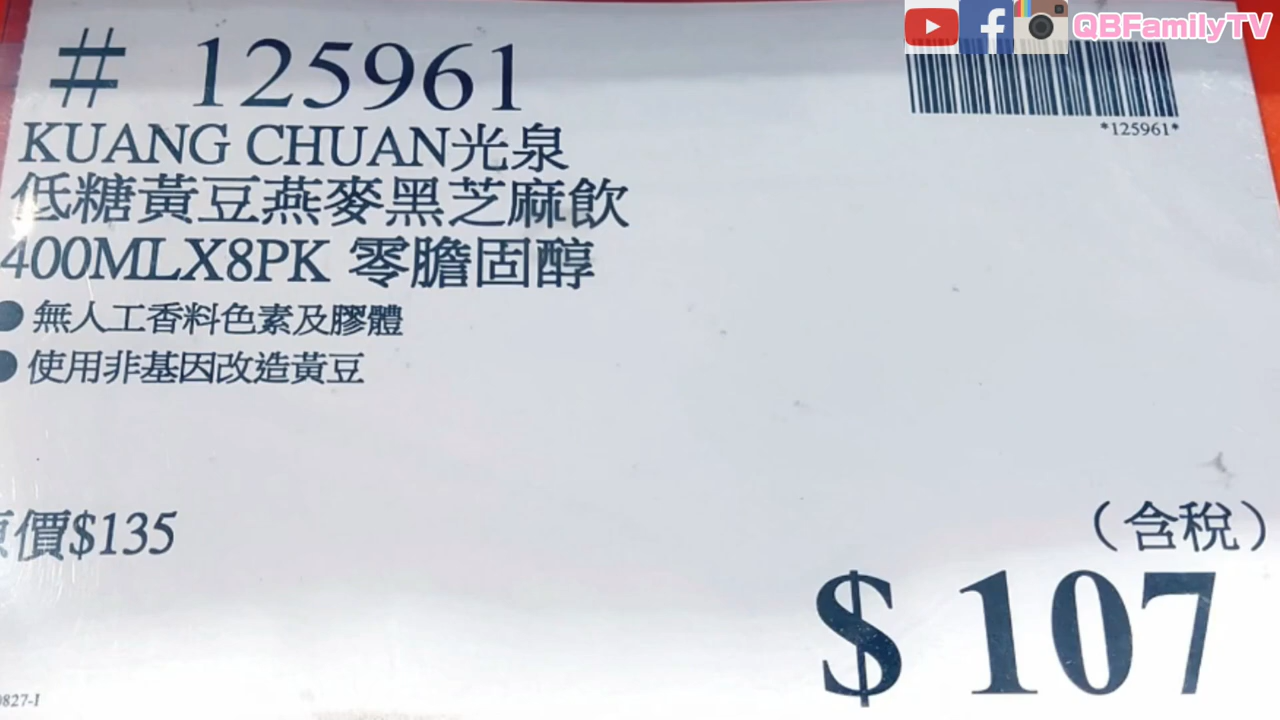 QBFamilyTV
# 125961
*125961*
KUANG CHUAN光泉
低糖黃豆燕麥黑芝麻飲
400MLX8PK 零膽固醇
● 無人工香料色素及膠體
● 使用非基因改造黃豆
原價$135
(含稅)
$ 107
0827-I